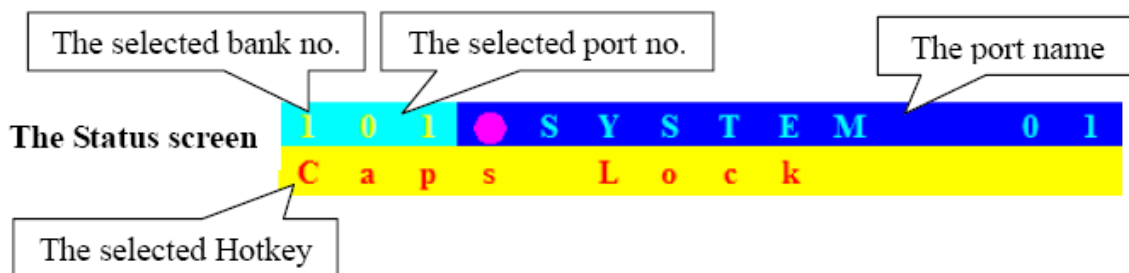 The selected bank no.
The selected port no.
The port name
The Status screen
1 0 1 S Y S T E M 0 1
C a p s L o c k
The selected Hotkey